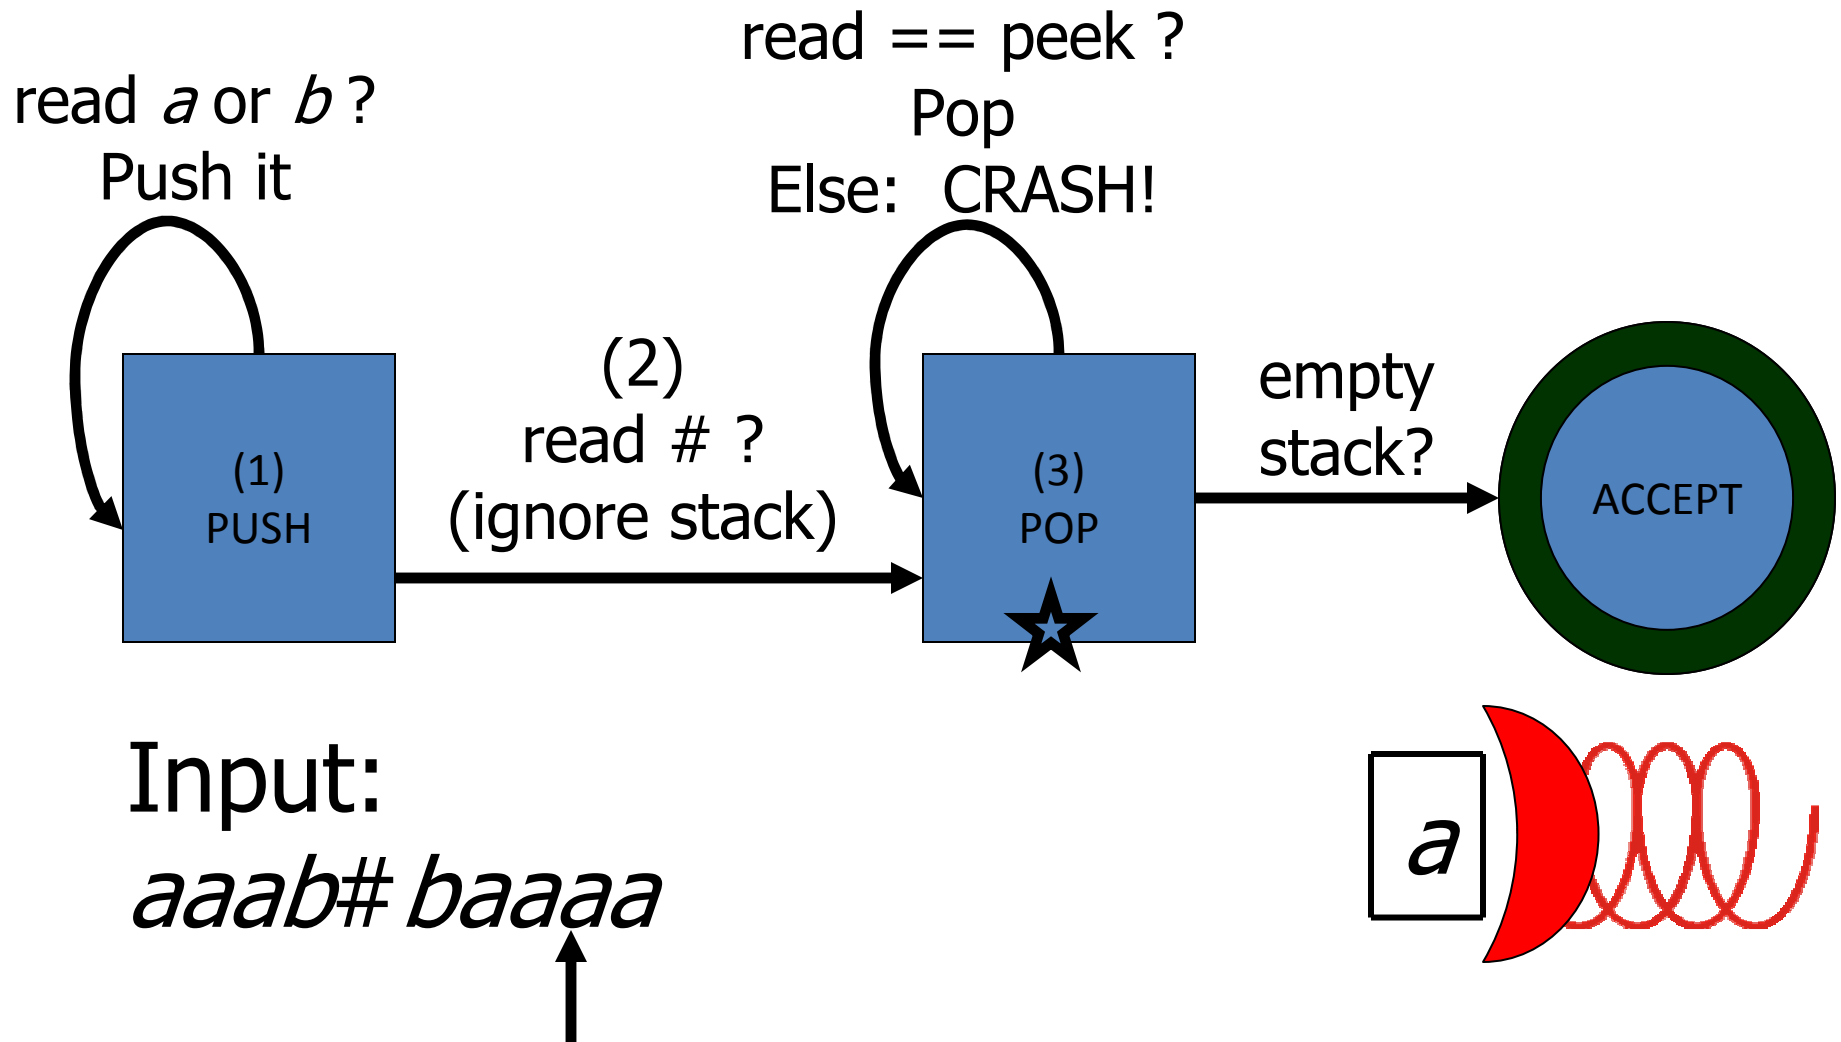 read == peek ?
Pop
Else: CRASH!
read a or b ?
Push it
(2)
read # ?
(ignore stack)
empty
stack?
(1)
PUSH
(3)
POP
ACCEPT
Input:
aaab#baaaa
a